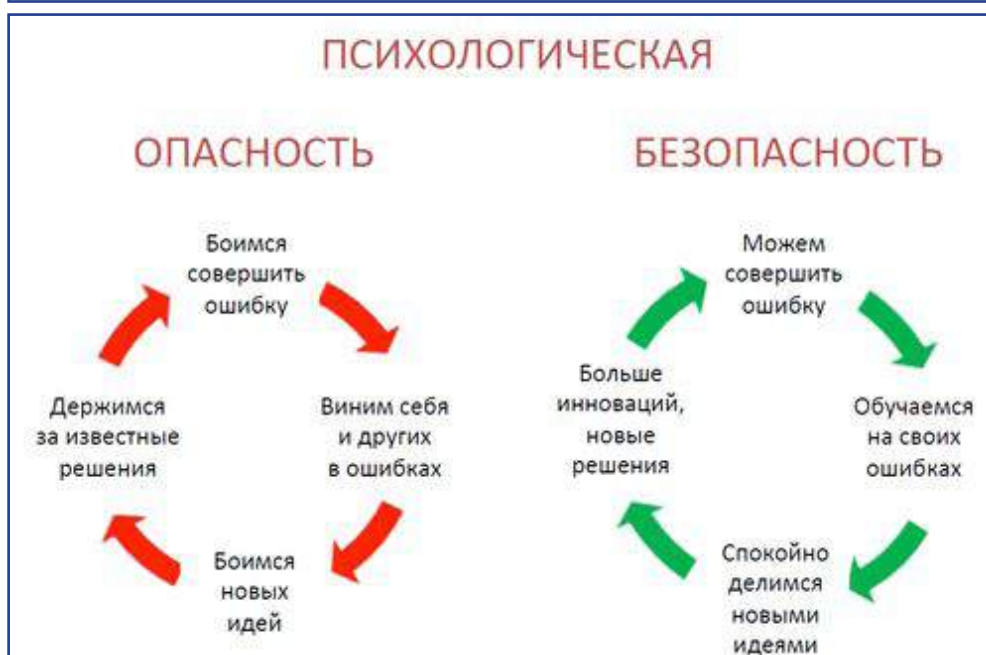 ПСИХОЛОГИЧЕСКАЯ
ОПАСНОСТЬ
Боимся
совершить
ошибку
Виним себя
и других
в ошибках
Боимся
новых
идей
Держимся
за известные
решения
БЕЗОПАСНОСТЬ
Можем
совершить
ошибку
Обучаемся
на своих
ошибках
Спокойно
делимся
новыми
идеями
Больше
инноваций,
новые
решения